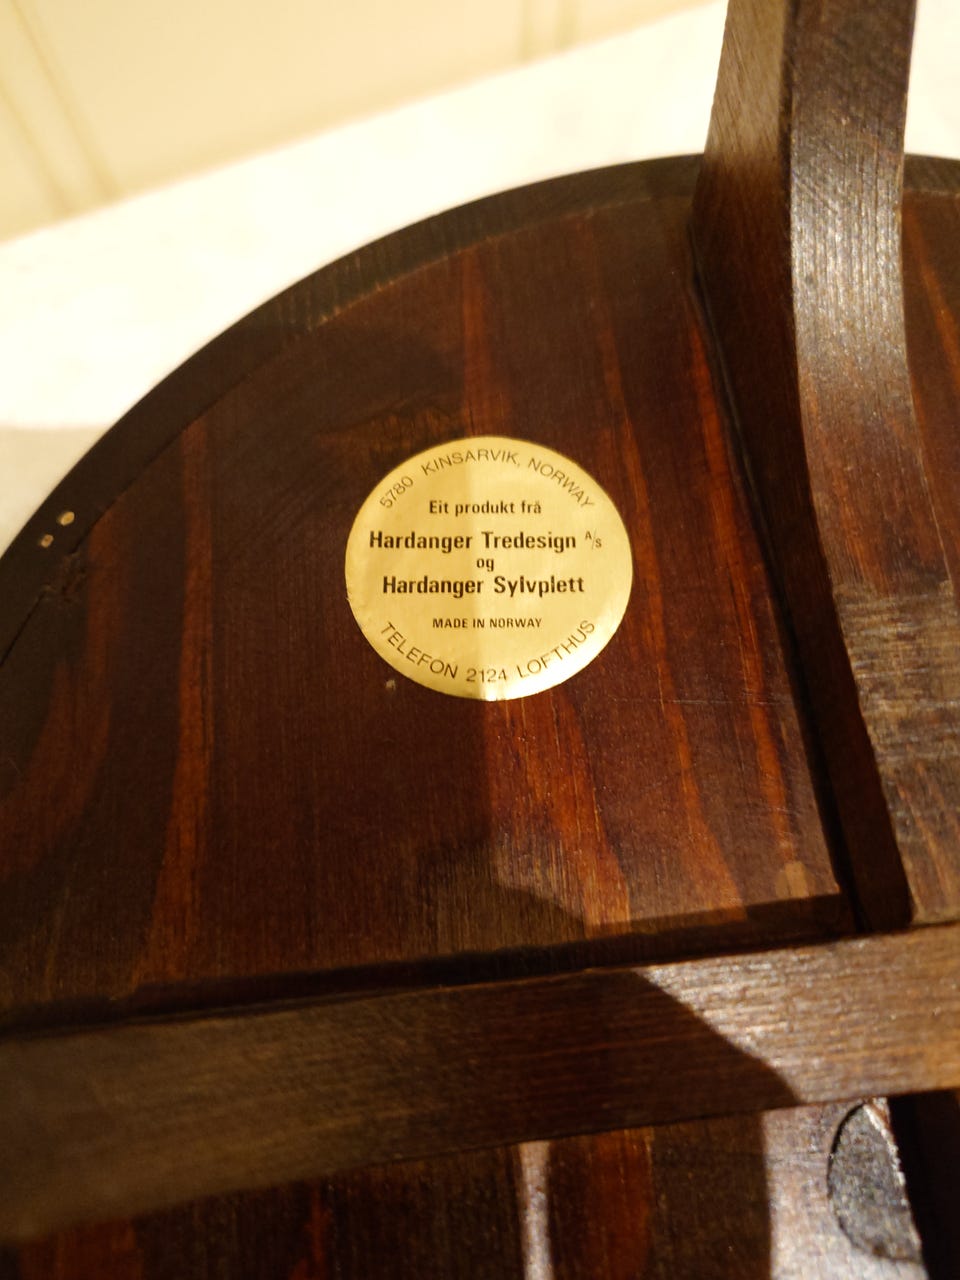 5780 KINSARVIK, NORWAY
Eit produkt frå
Hardanger Tredesign A/s
og
Hardanger Sylvplett
MADE IN NORWAY
TELEFON 2124 LOFTHUS